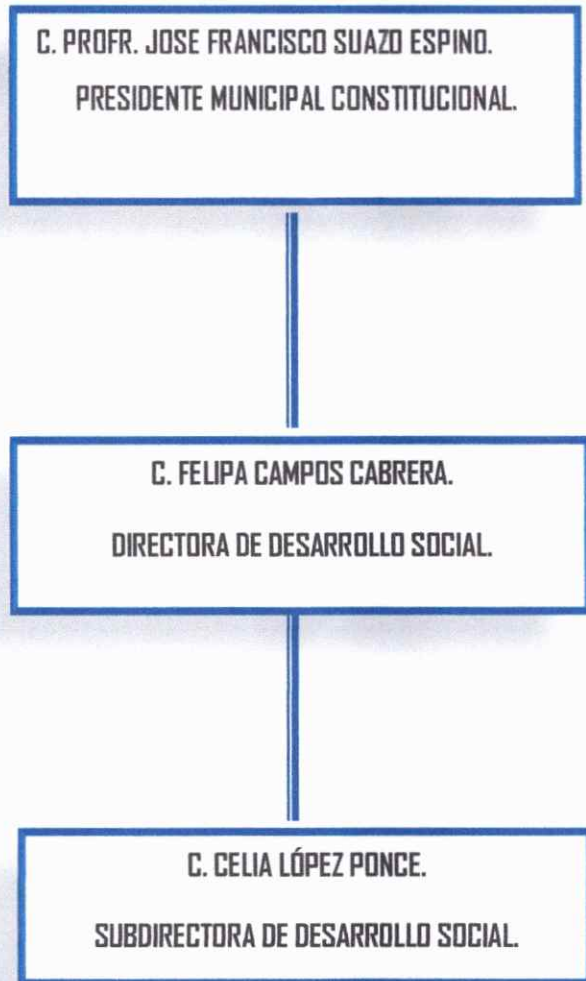 C. PROFR. JOSE FRANCISCO SUAZO ESPINO.
PRESIDENTE MUNICIPAL CONSTITUCIONAL.
C. FELIPA CAMPOS CABRERA.
DIRECTORA DE DESARROLLO SOCIAL.
C. CELIA LÓPEZ PONCE.
SUBDIRECTORA DE DESARROLLO SOCIAL.